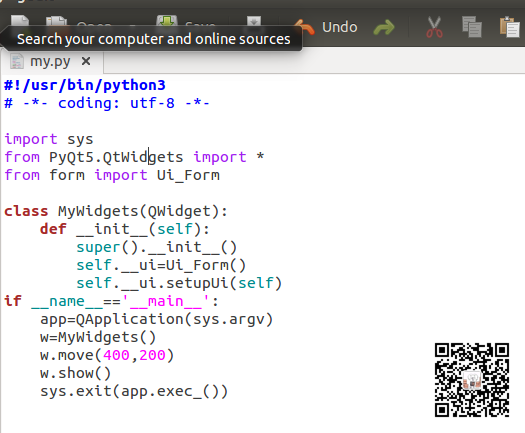 Open
Save
Undo
Search your computer and online sources
my.py
#!/usr/bin/python3
# -*- coding: utf-8 -*-
import sys
from PyQt5.QtWidgets import *
from form import Ui_Form
class MyWidgets(QWidget):
    def __init__(self):
        super().__init__()
        self.__ui=Ui_Form()
        self.__ui.setupUi(self)
if __name__=='__main__':
    app=QApplication(sys.argv)
    w=MyWidgets()
    w.move(400,200)
    w.show()
    sys.exit(app.exec_())